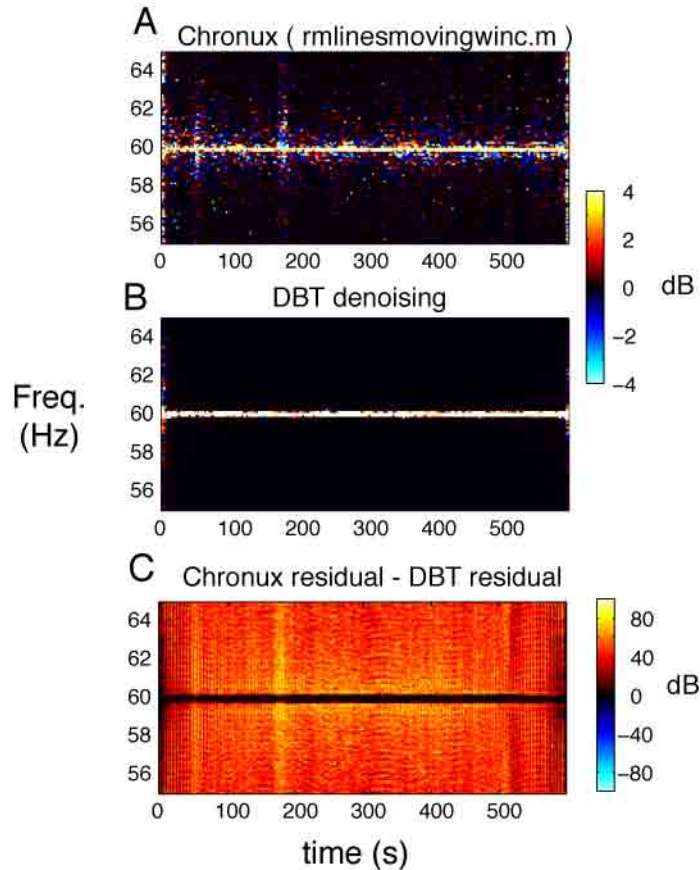 A
Chronux ( rmlinesmovingwinc.m )
64
62
60
58
56
0 100 200 300 400 500
4
2
0
-2
-4
dB
B
DBT denoising
64
62
60
58
56
0 100 200 300 400 500
Freq.
(Hz)
C
Chronux residual - DBT residual
64
62
60
58
56
0 100 200 300 400 500
80
40
0
-40
-80
dB
time (s)